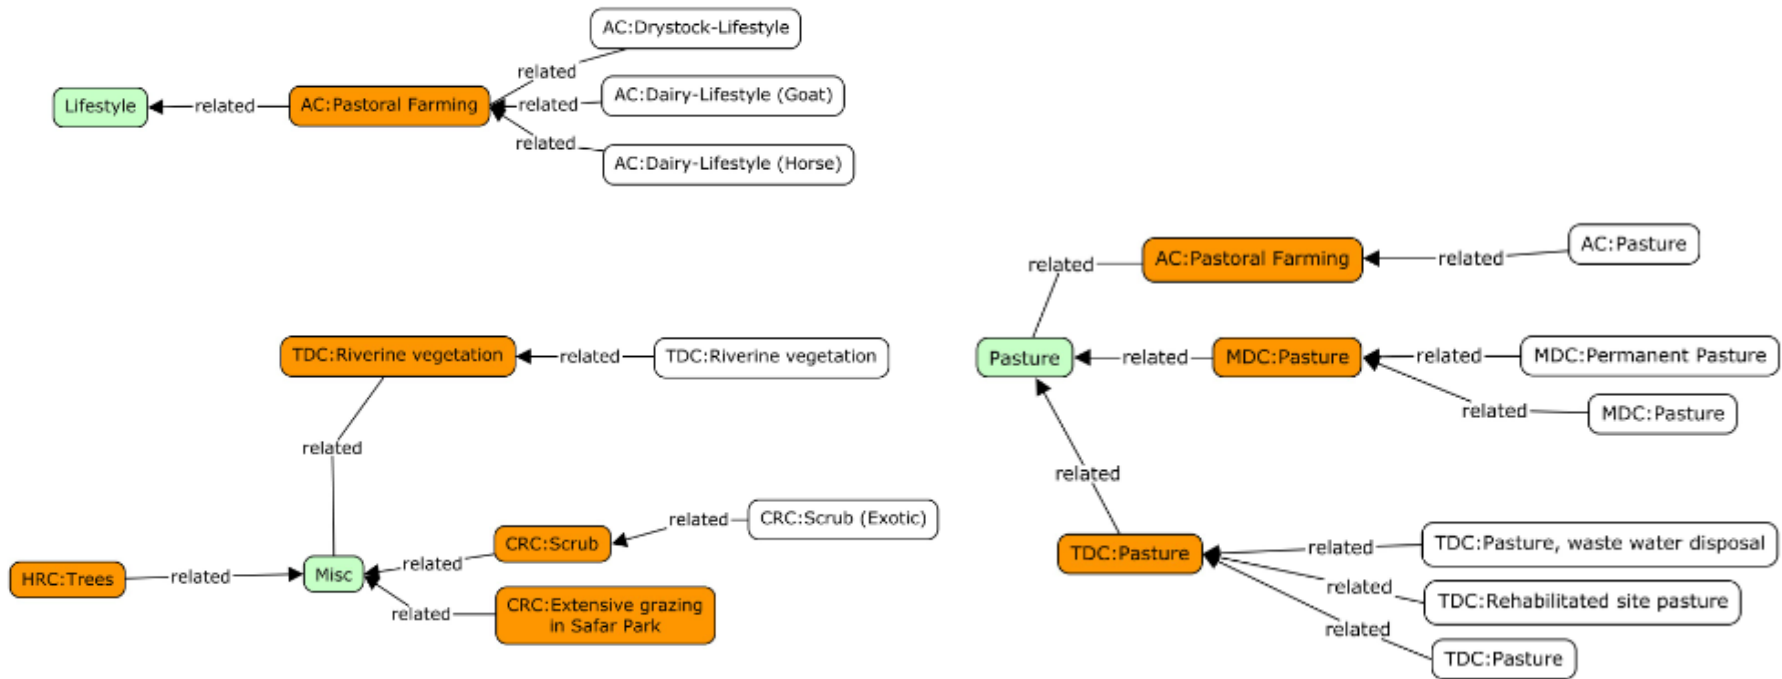 AC:Drystock-Lifestyle
related
Lifestyle
related
AC:Pastoral Farming
related
AC:Dairy-Lifestyle (Goat)
related
AC:Dairy-Lifestyle (Horse)
TDC:Riverine vegetation
related
TDC:Riverine vegetation
related
HRC:Trees
related
Misc
related
CRC:Scrub
related
CRC:Scrub (Exotic)
related
CRC:Extensive grazing
in Safar Park
related
AC:Pastoral Farming
related
AC:Pasture
Pasture
related
MDC:Pasture
related
MDC:Permanent Pasture
related
MDC:Pasture
related
TDC:Pasture
related
TDC:Pasture, waste water disposal
related
TDC:Rehabilitated site pasture
related
TDC:Pasture